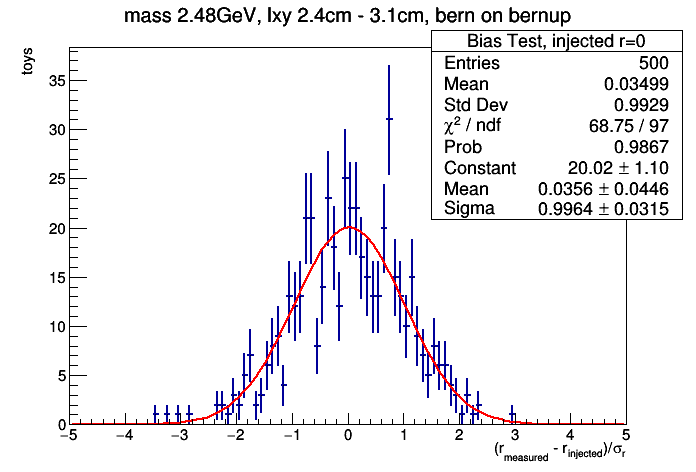 mass 2.48GeV, lxy 2.4cm - 3.1cm, bern on bernup
toys
Bias Test, injected r=0
Entries 500
Mean 0.03499
Std Dev 0.9929
χ² / ndf 68.75 / 97
Prob 0.9867
Constant 20.02 ± 1.10
Mean 0.0356 ± 0.0446
Sigma 0.9964 ± 0.0315
35
30
25
20
15
10
5
0
−5 −4 −3 −2 −1 0 1 2 3 4 5
(r_measured - r_injected)/σ_r